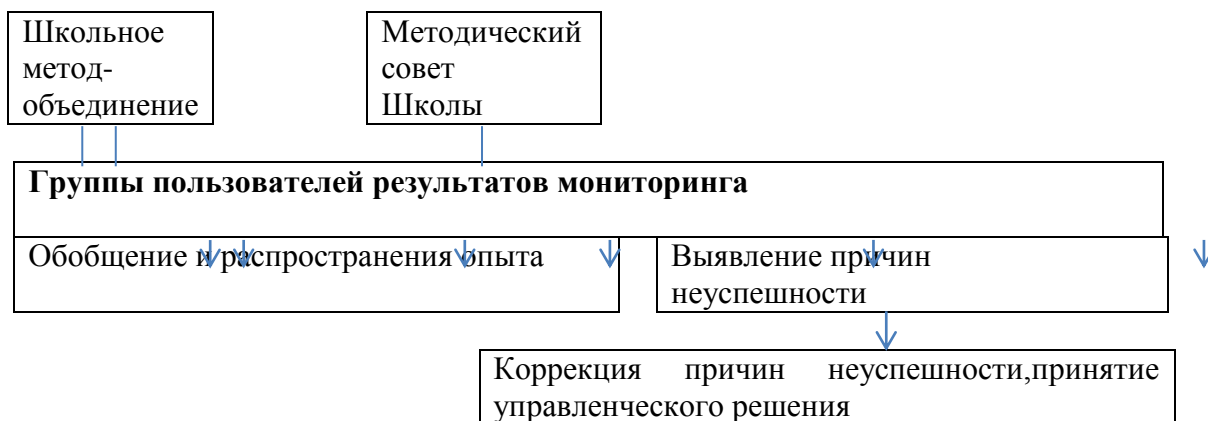 Школьное
метод-
объединение
Методический
совет
Школы
Группы пользователей результатов мониторинга
Обобщение и распространения опыта
Выявление причин
неуспешности
Коррекция причин неуспешности,принятие
управленческого решения